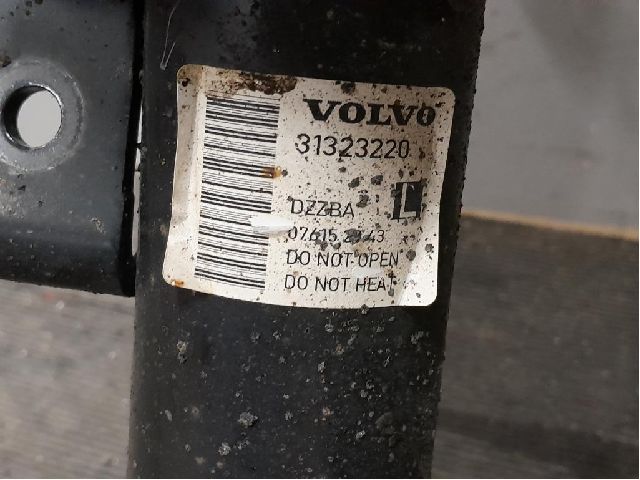 VOLVO
31323220
DZZBA L
DO NOT OPEN
DO NOT HEAT